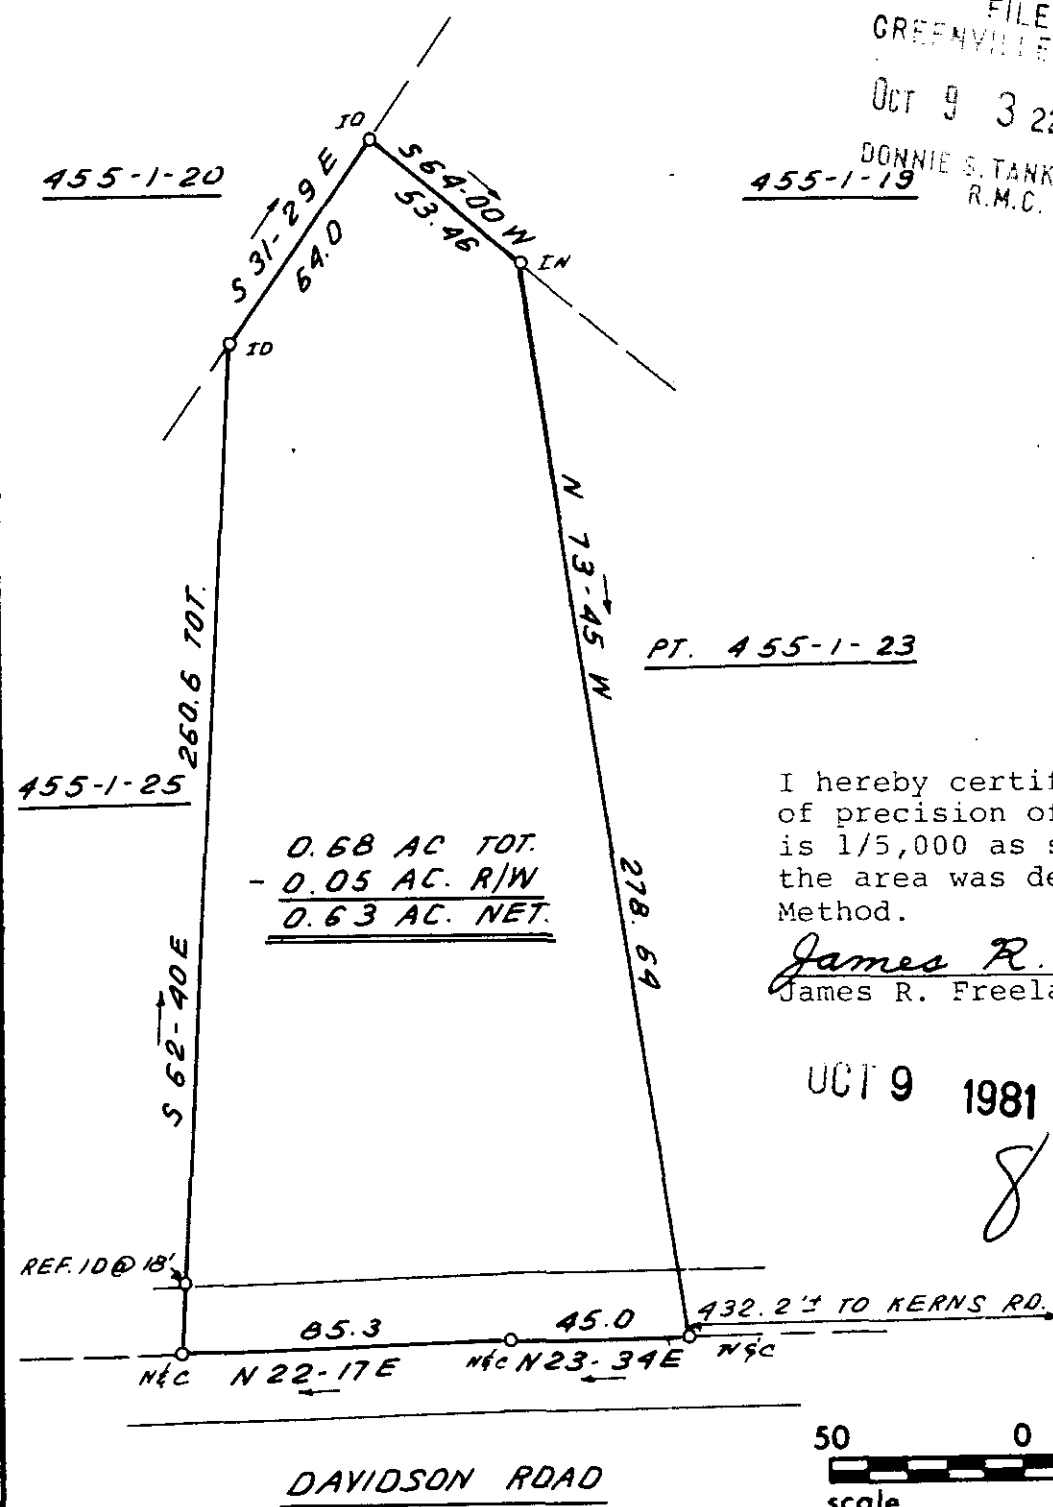 FILE
GREENVILLE
OCT 9 3 22
DONNIE S. TANK
R.M.C.
455-1-20
455-1-19
IO
S 31-29 E
64.0
S 64-00 W
53.46
IN
IO
N 73-45 W
278.64
PT. 455-1-23
260.6 TOT.
S 62-40 E
455-1-25
0.68 AC TOT.
- 0.05 AC. R/W
0.63 AC. NET.
I hereby certif
of precision of
is 1/5,000 as s
the area was de
Method.
James R.
James R. Freela
OCT 9 1981
8
REF. IO @ 18'
85.3
45.0
432.2'± TO KERNS RD.
N&C
N 22-17 E
N&C
N 23-34 E
N&C
DAVIDSON ROAD
50 0
scale